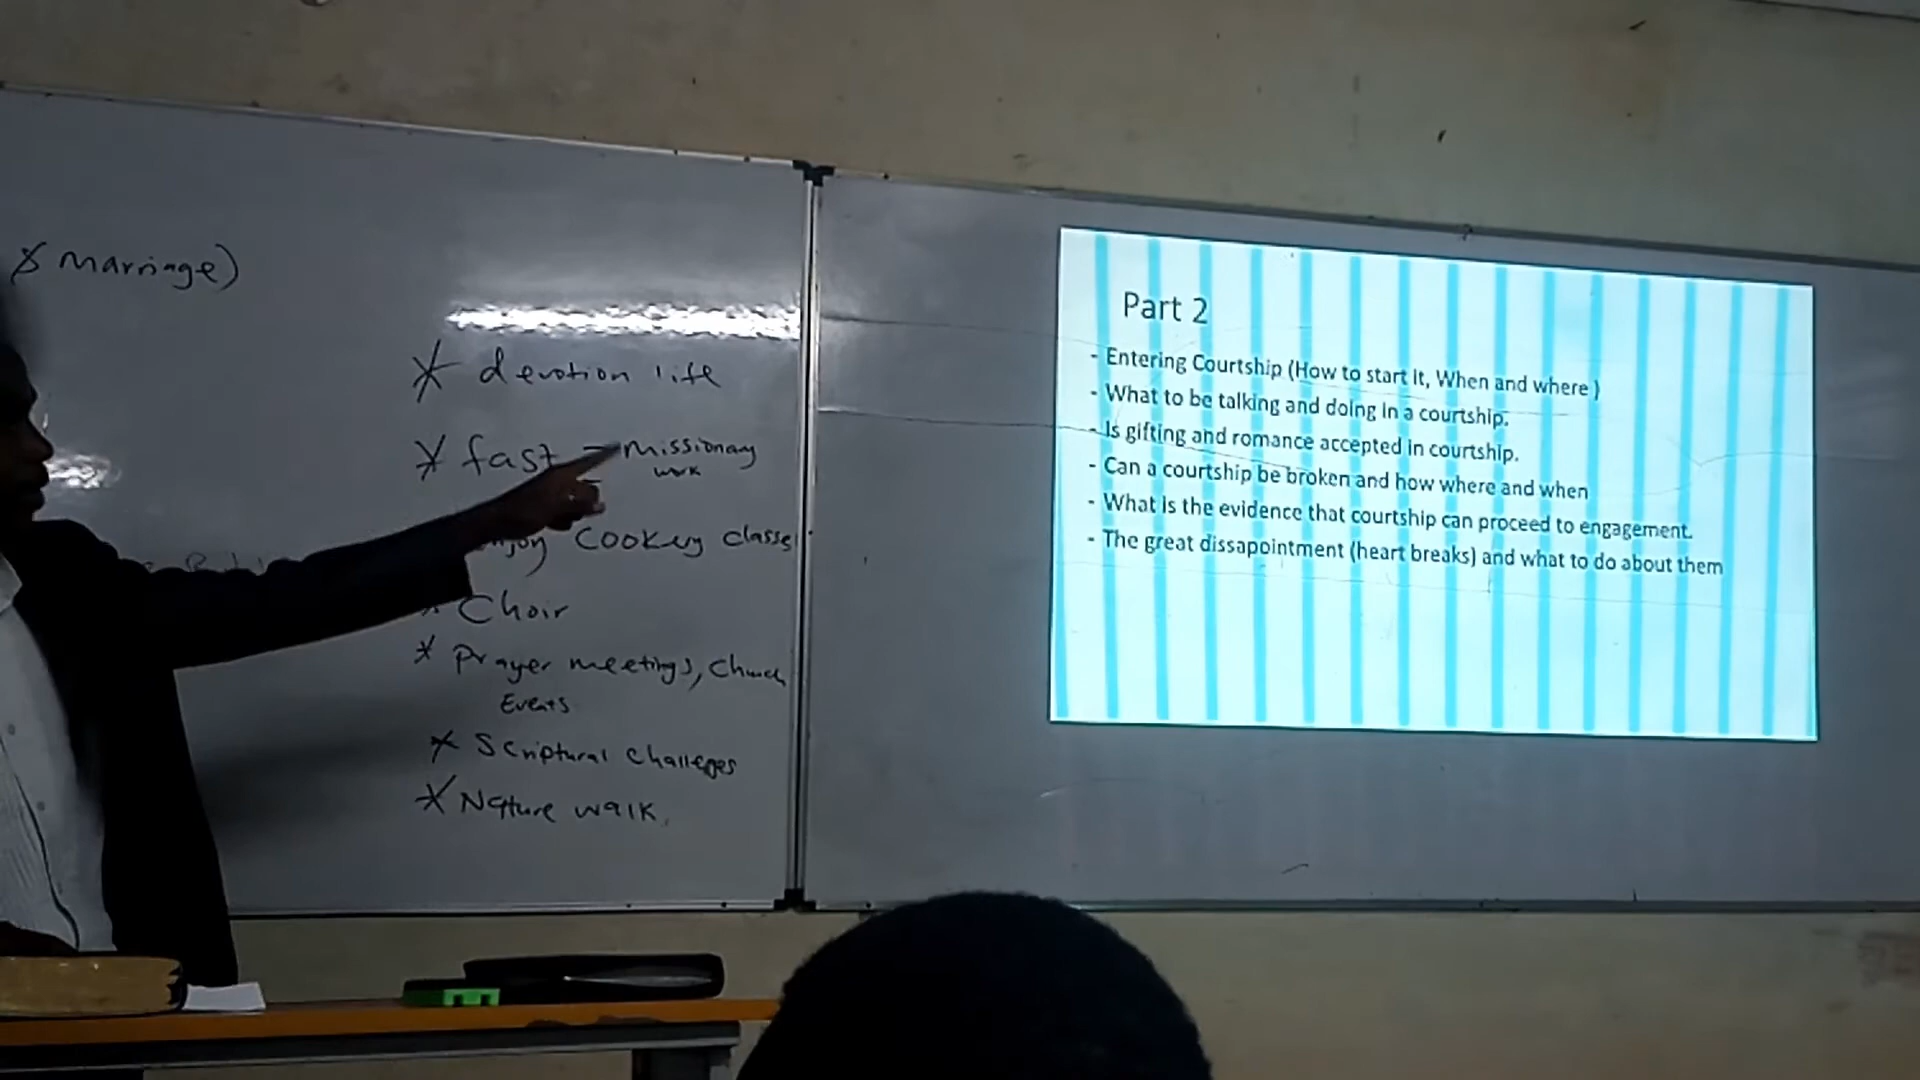 marriage)
* devotion life
* fast - missionary
work
enjoy Cookery classe
* Choir
* Prayer meetings, Church
Events
* Scriptural challeges
* Nature walk.
Part 2
- Entering Courtship (How to start it, When and where )
- What to be talking and doing in a courtship.
- Is gifting and romance accepted in courtship.
- Can a courtship be broken and how where and when
- What is the evidence that courtship can proceed to engagement.
- The great dissapointment (heart breaks) and what to do about them